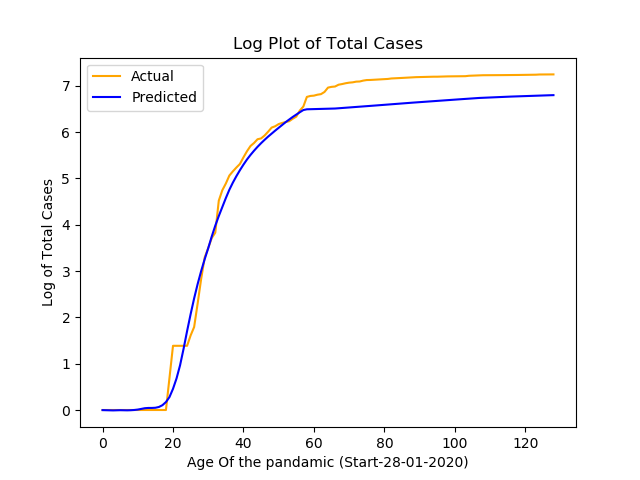 Log Plot of Total Cases
Actual
Predicted
7
6
5
4
3
2
1
0
Log of Total Cases
0 20 40 60 80 100 120
Age Of the pandamic (Start-28-01-2020)